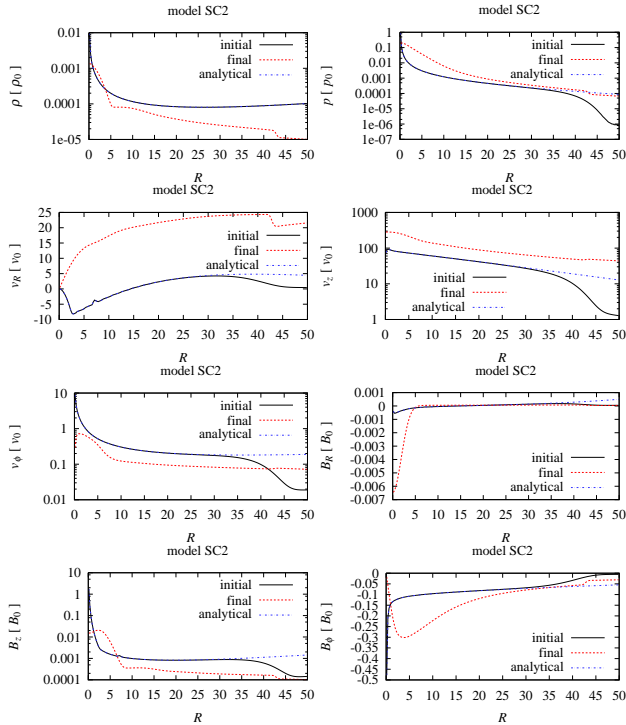 model SC2
model SC2
ρ [ ρ0 ]
0.01
0.001
0.0001
1e-05
initial
final
analytical
0 5 10 15 20 25 30 35 40 45 50
R
p [ p0 ]
1
0.1
0.01
0.001
0.0001
1e-05
1e-06
1e-07
initial
final
analytical
0 5 10 15 20 25 30 35 40 45 50
R
model SC2
model SC2
vR [ v0 ]
25
20
15
10
5
0
-5
-10
initial
final
analytical
0 5 10 15 20 25 30 35 40 45 50
R
vz [ v0 ]
1000
100
10
1
initial
final
analytical
0 5 10 15 20 25 30 35 40 45 50
R
model SC2
model SC2
vϕ [ v0 ]
10
1
0.1
0.01
initial
final
analytical
0 5 10 15 20 25 30 35 40 45 50
R
BR [ B0 ]
0.001
0
-0.001
-0.002
-0.003
-0.004
-0.005
-0.006
-0.007
initial
final
analytical
0 5 10 15 20 25 30 35 40 45 50
R
model SC2
model SC2
Bz [ B0 ]
10
1
0.1
0.01
0.001
0.0001
initial
final
analytical
0 5 10 15 20 25 30 35 40 45 50
R
Bϕ [ B0 ]
0
-0.05
-0.1
-0.15
-0.2
-0.25
-0.3
-0.35
-0.4
-0.45
-0.5
initial
final
analytical
0 5 10 15 20 25 30 35 40 45 50
R